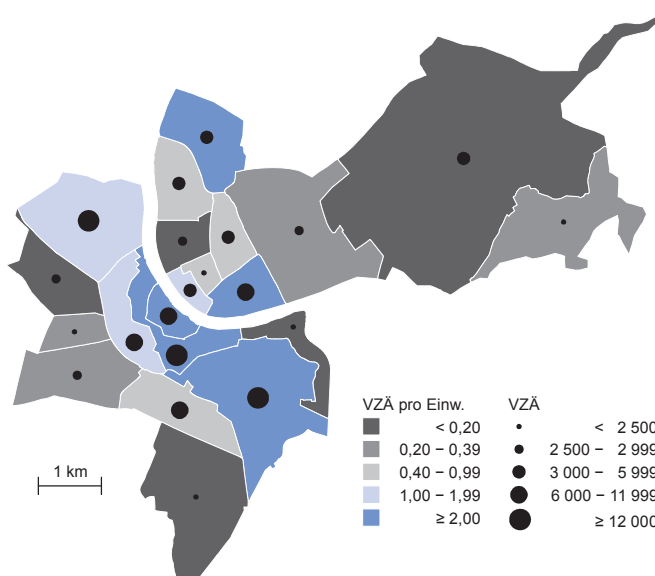 VZÄ pro Einw.
< 0,20
0,20 – 0,39
0,40 – 0,99
1,00 – 1,99
≥ 2,00
VZÄ
< 2 500
2 500 – 2 999
3 000 – 5 999
6 000 – 11 999
≥ 12 000
1 km